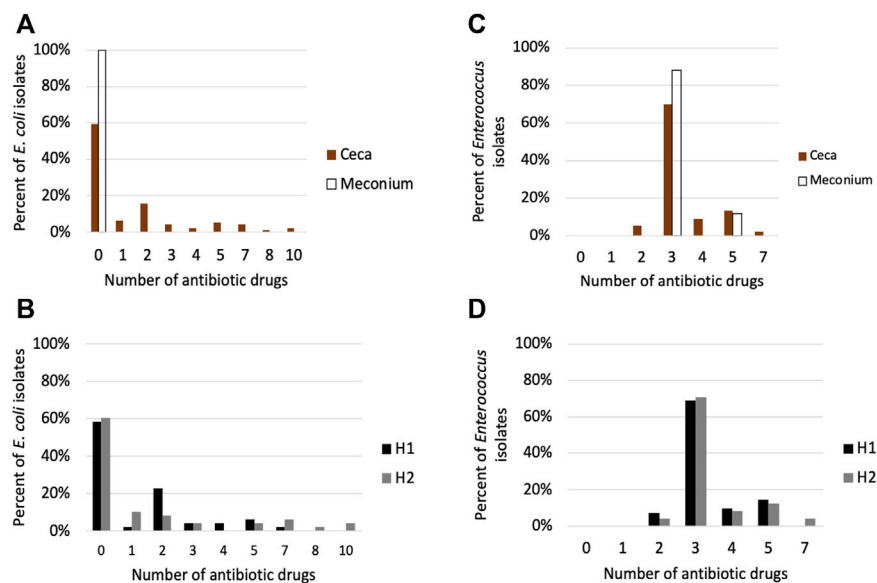 A
100%
80%
60%
40%
20%
0%
Percent of E. coli isolates
0 1 2 3 4 5 7 8 10
Number of antibiotic drugs
Ceca
Meconium
C
100%
80%
60%
40%
20%
0%
Percent of Enterococcus
isolates
0 1 2 3 4 5 7
Number of antibiotic drugs
Ceca
Meconium
B
100%
80%
60%
40%
20%
0%
Percent of E. coli isolates
0 1 2 3 4 5 7 8 10
Number of antibiotic drugs
H1
H2
D
100%
80%
60%
40%
20%
0%
Percent of Enterococcus
isolates
0 1 2 3 4 5 7
Number of antibiotic drugs
H1
H2